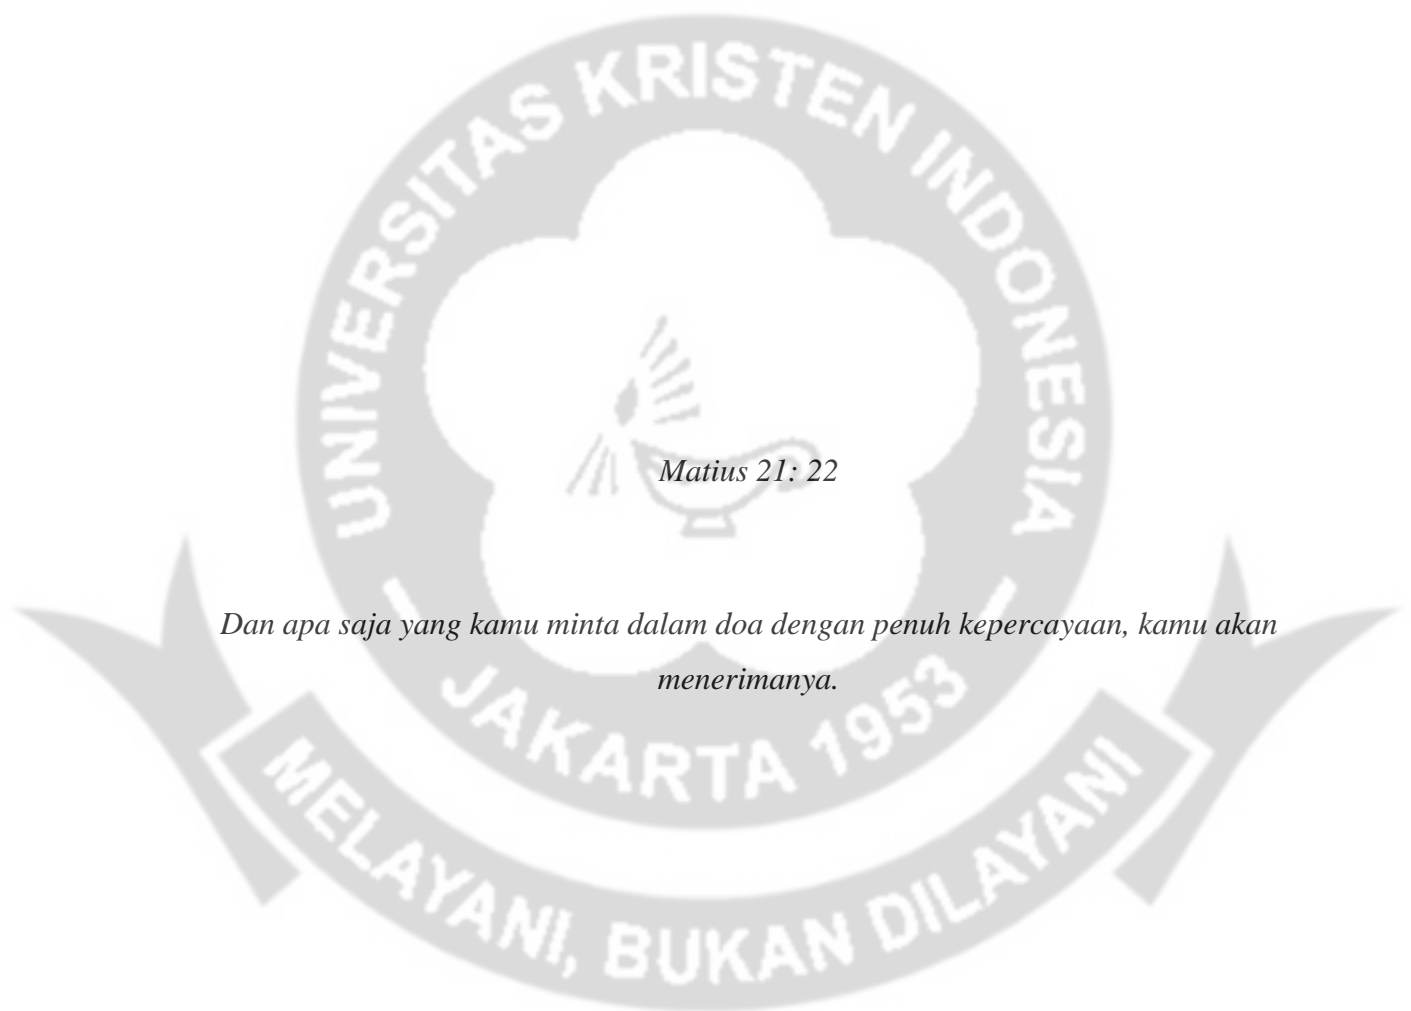 UNIVERSITAS KRISTEN INDONESIA
Matius 21: 22
Dan apa saja yang kamu minta dalam doa dengan penuh kepercayaan, kamu akan
menerimanya.
JAKARTA 1953
MELAYANI, BUKAN DILAYANI